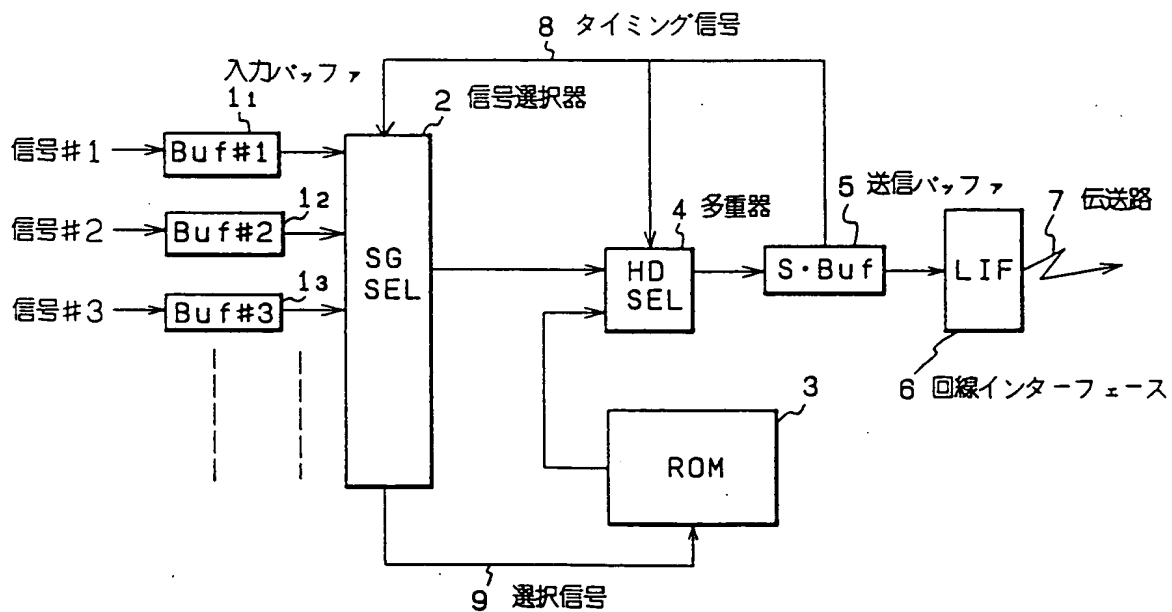 8 タイミング信号
入力バッファ
11
2 信号選択器
信号#1
Buf#1
12
信号#2
Buf#2
13
信号#3
Buf#3
SG
SEL
4 多重器
HD
SEL
5 送信バッファ
S・Buf
7 伝送路
LIF
6 回線インターフェース
3
ROM
9 選択信号